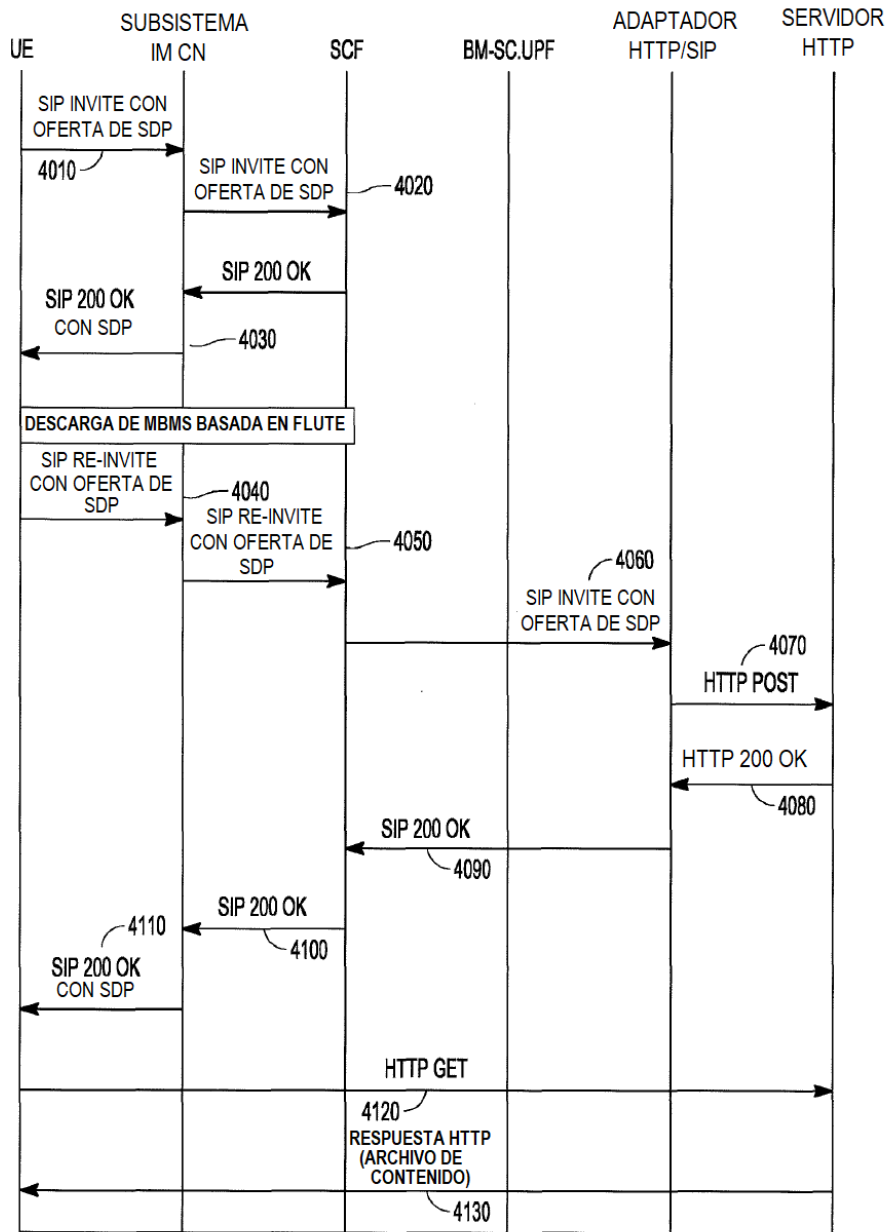 UE
SUBSISTEMA
IM CN
SCF
BM-SC.UPF
ADAPTADOR
HTTP/SIP
SERVIDOR
HTTP
SIP INVITE CON
OFERTA DE SDP
4010
SIP INVITE CON
OFERTA DE SDP
4020
SIP 200 OK
SIP 200 OK
CON SDP
4030
DESCARGA DE MBMS BASADA EN FLUTE
SIP RE-INVITE
CON OFERTA DE
SDP
4040
SIP RE-INVITE
CON OFERTA DE
SDP
4050
4060
SIP INVITE CON
OFERTA DE SDP
4070
HTTP POST
HTTP 200 OK
4080
SIP 200 OK
4090
SIP 200 OK
4100
4110
SIP 200 OK
CON SDP
HTTP GET
4120
RESPUESTA HTTP
(ARCHIVO DE
CONTENIDO)
4130